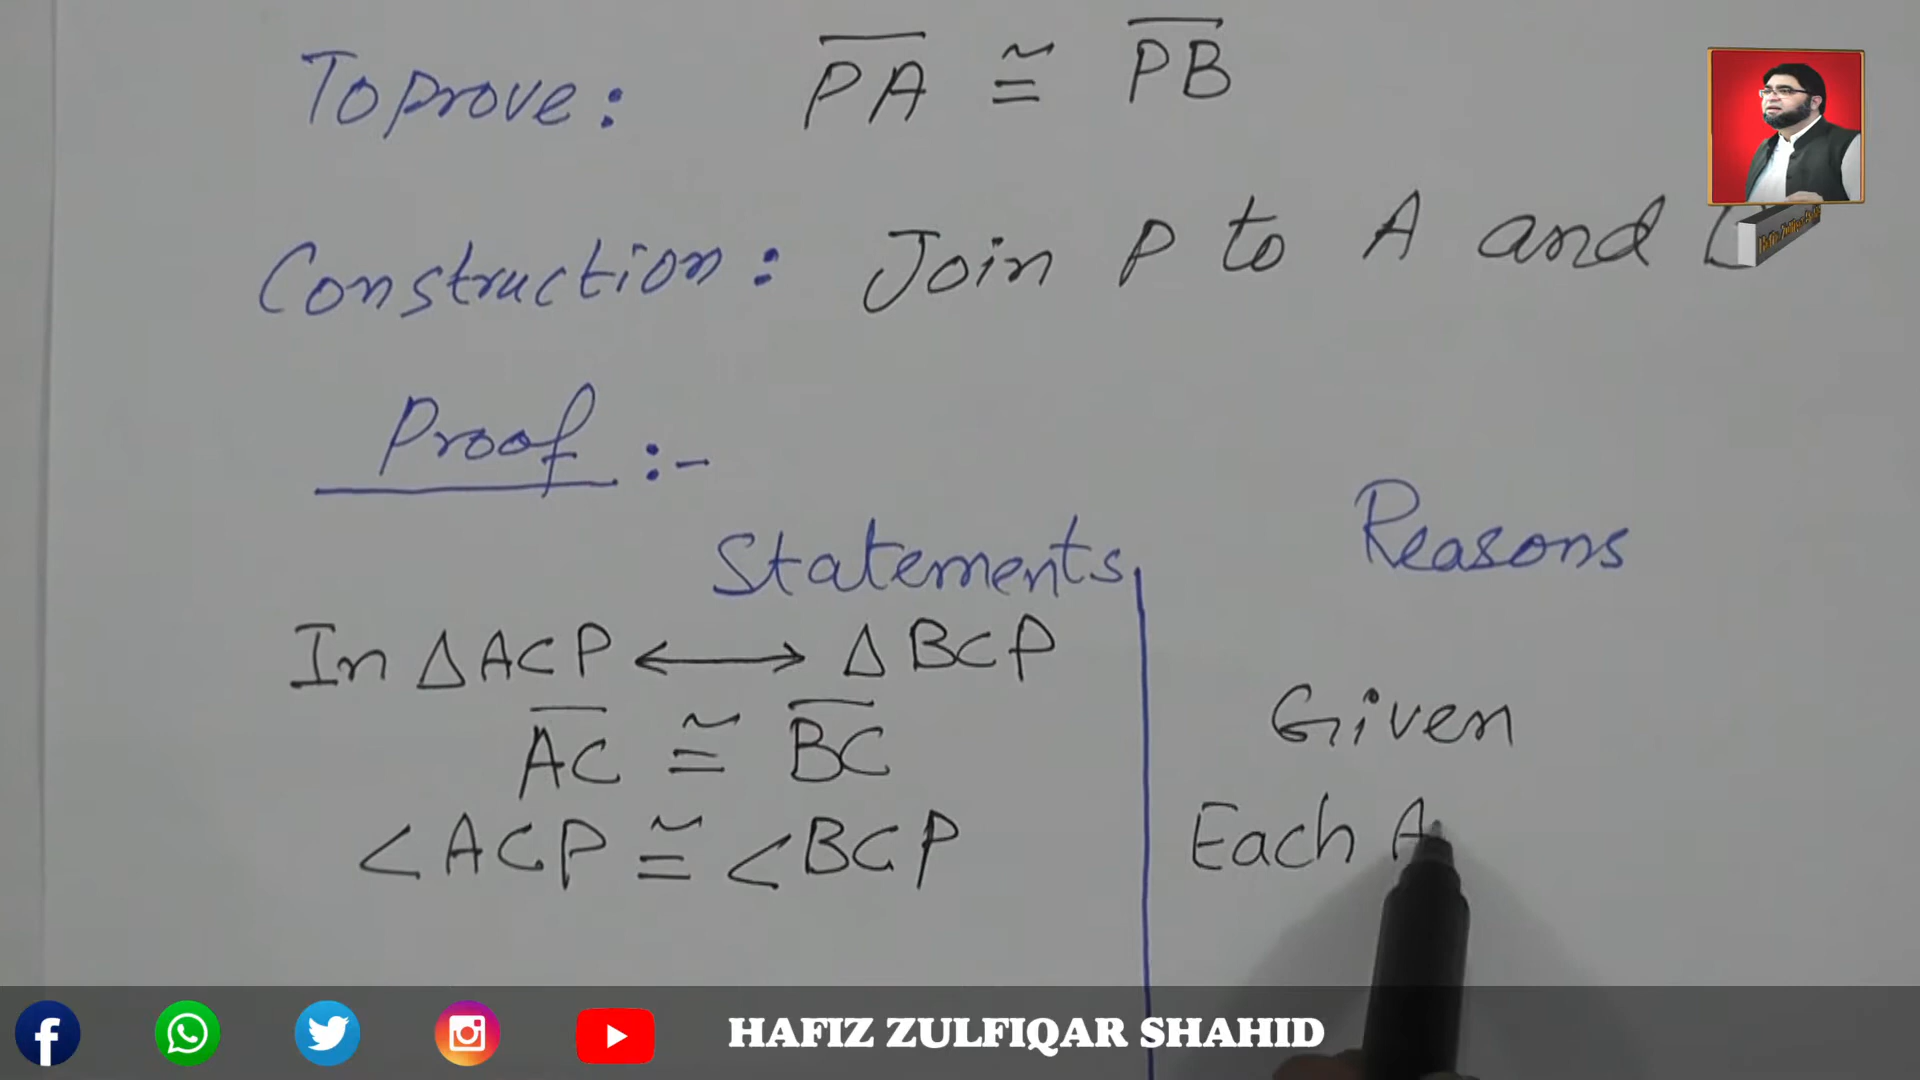 To prove: PA ≅ PB
Construction: Join P to A and
Proof :-
Statements Reasons
In ΔACP ⟷ ΔBCP
AC ≅ BC Given
<ACP ≅ <BCP Each A
HAFIZ ZULFIQAR SHAHID